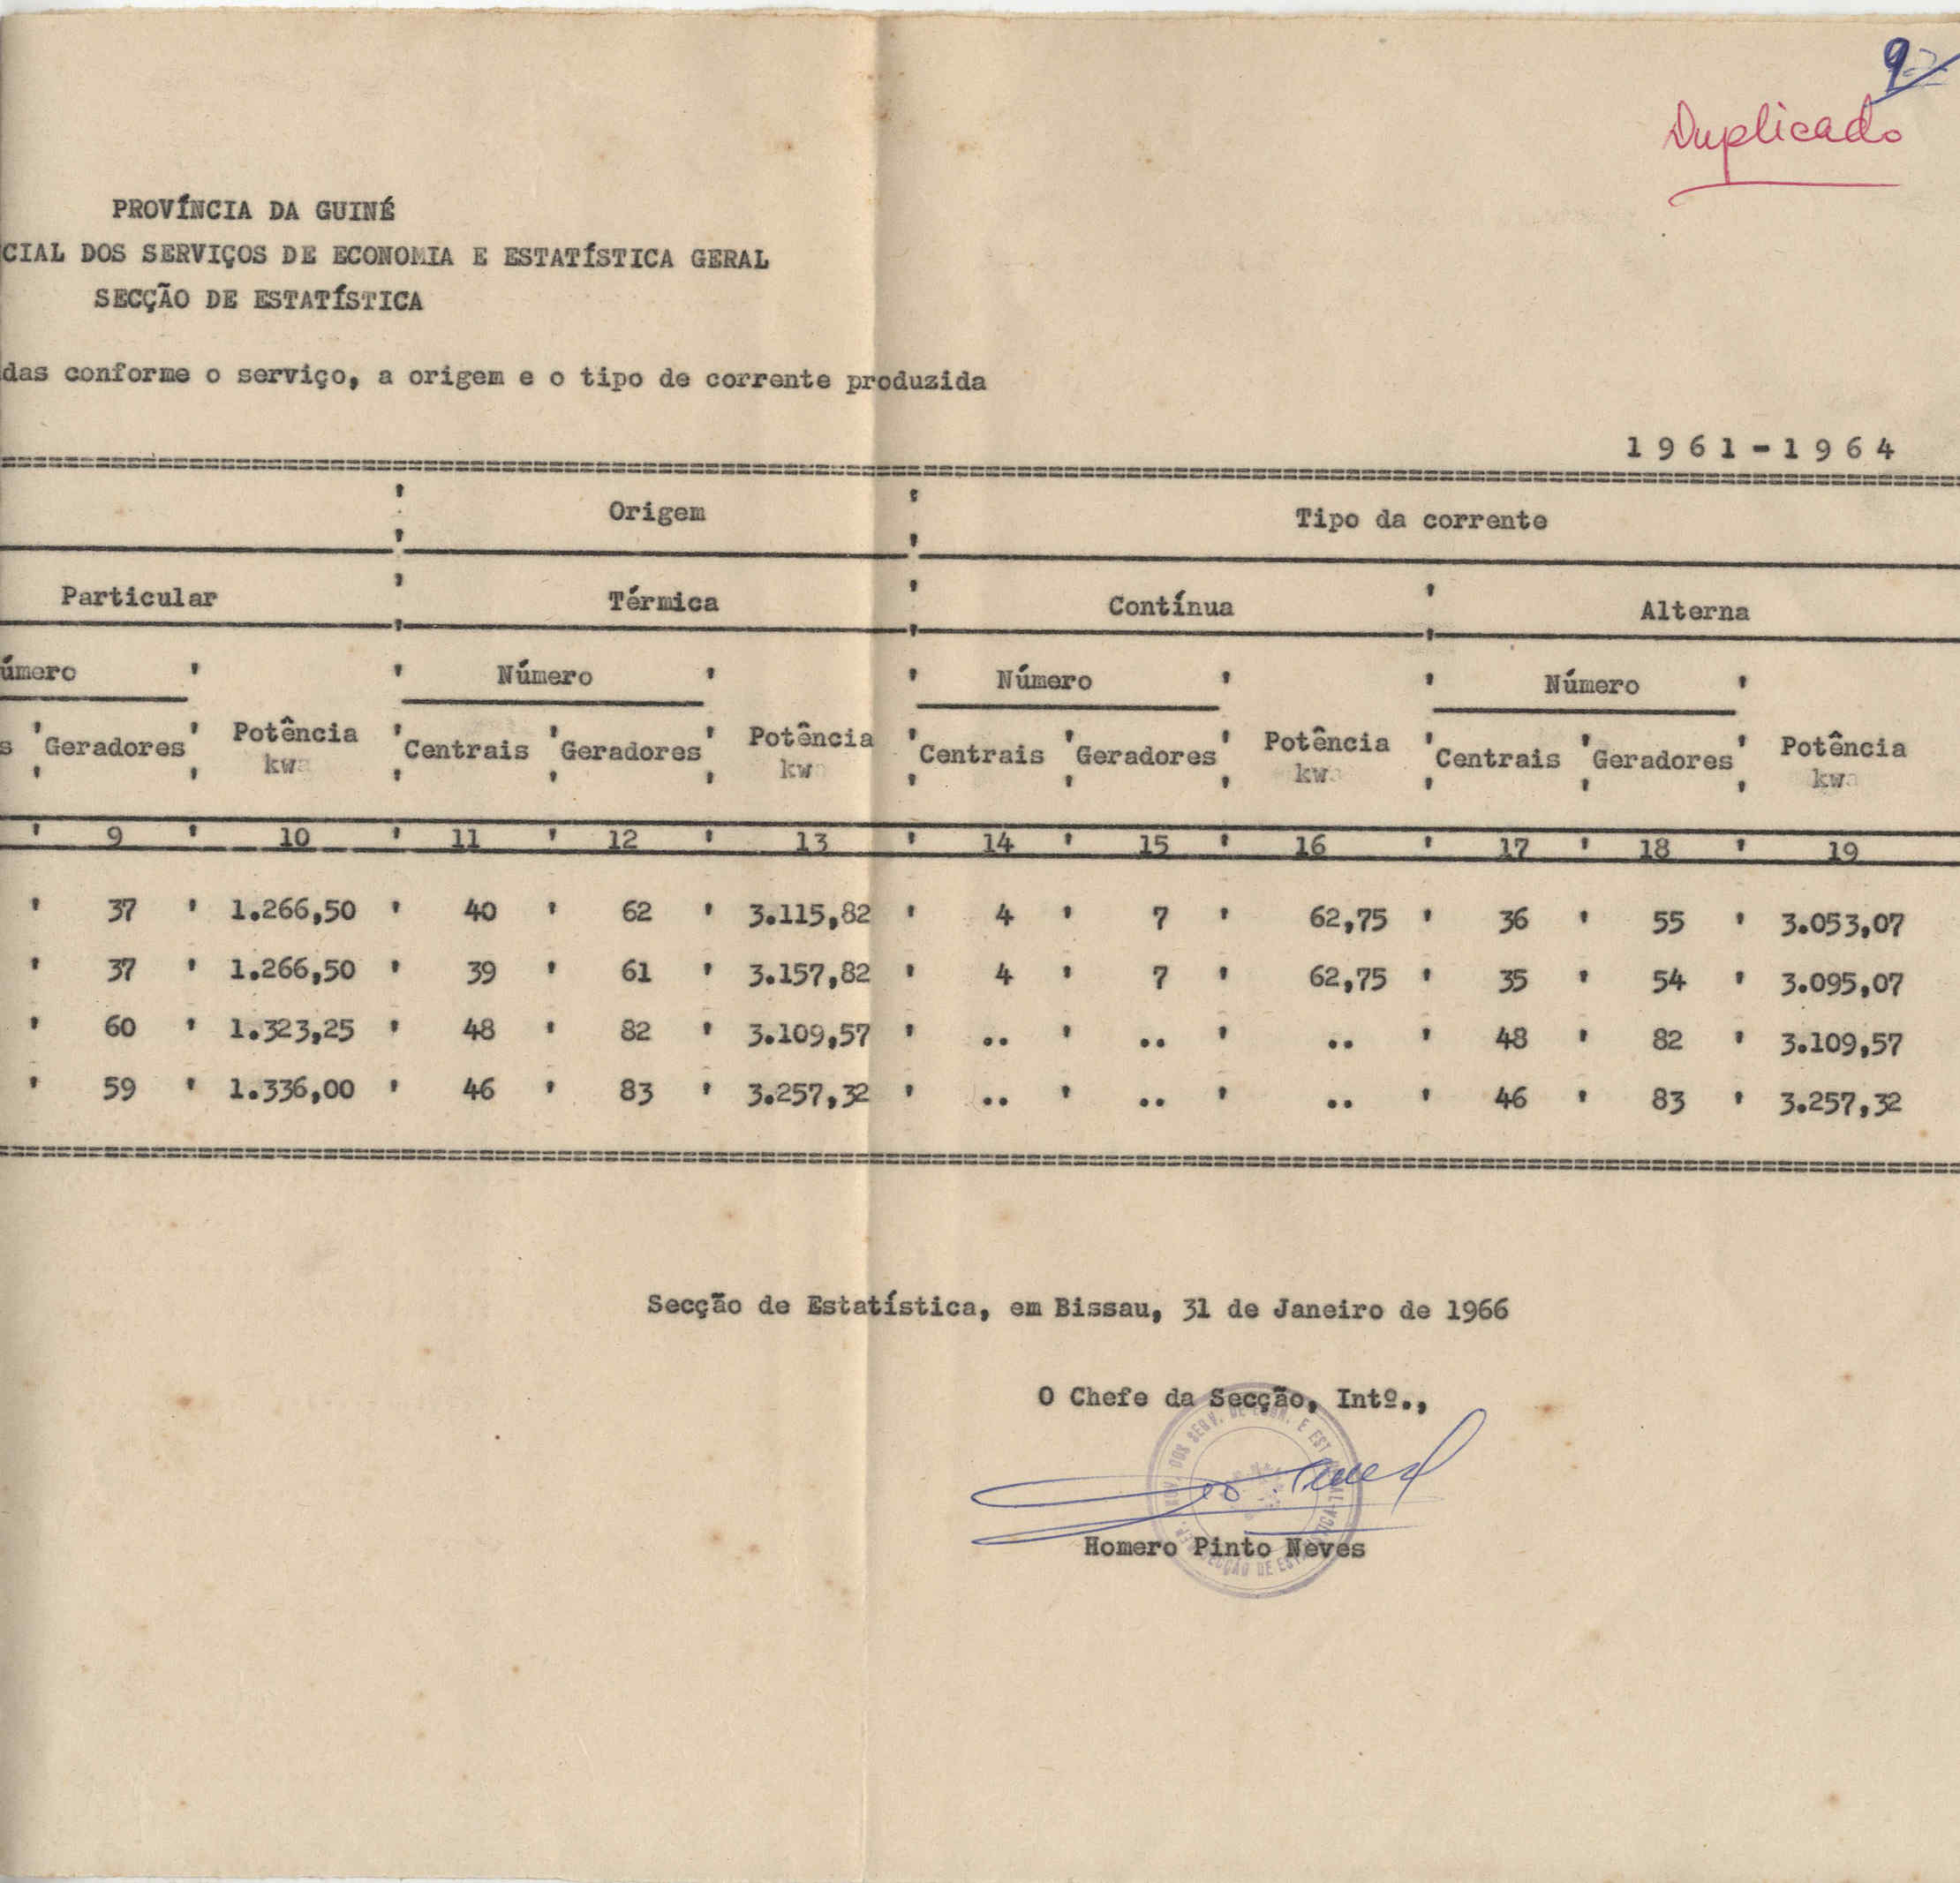 9
Duplicado
PROVÍNCIA DA GUINÉ
CIAL DOS SERVIÇOS DE ECONOMIA E ESTATÍSTICA GERAL
SECÇÃO DE ESTATÍSTICA
das conforme o serviço, a origem e o tipo de corrente produzida
1961-1964
Origem Tipo da corrente
Particular Térmica Contínua Alterna
úmero Número Número Número
s Geradores Potência kw Centrais Geradores Potência kw Centrais Geradores Potência kw Centrais Geradores Potência kw
9 10 11 12 13 14 15 16 17 18 19
37 1.266,50 40 62 3.115,82 4 7 62,75 36 55 3.053,07
37 1.266,50 39 61 3.157,82 4 7 62,75 35 54 3.095,07
60 1.323,25 48 82 3.109,57 .. .. .. 48 82 3.109,57
59 1.336,00 46 83 3.257,32 .. .. .. 46 83 3.257,32
Secção de Estatística, em Bissau, 31 de Janeiro de 1966
O Chefe da Secção, Intº.,
Homero Pinto Neves